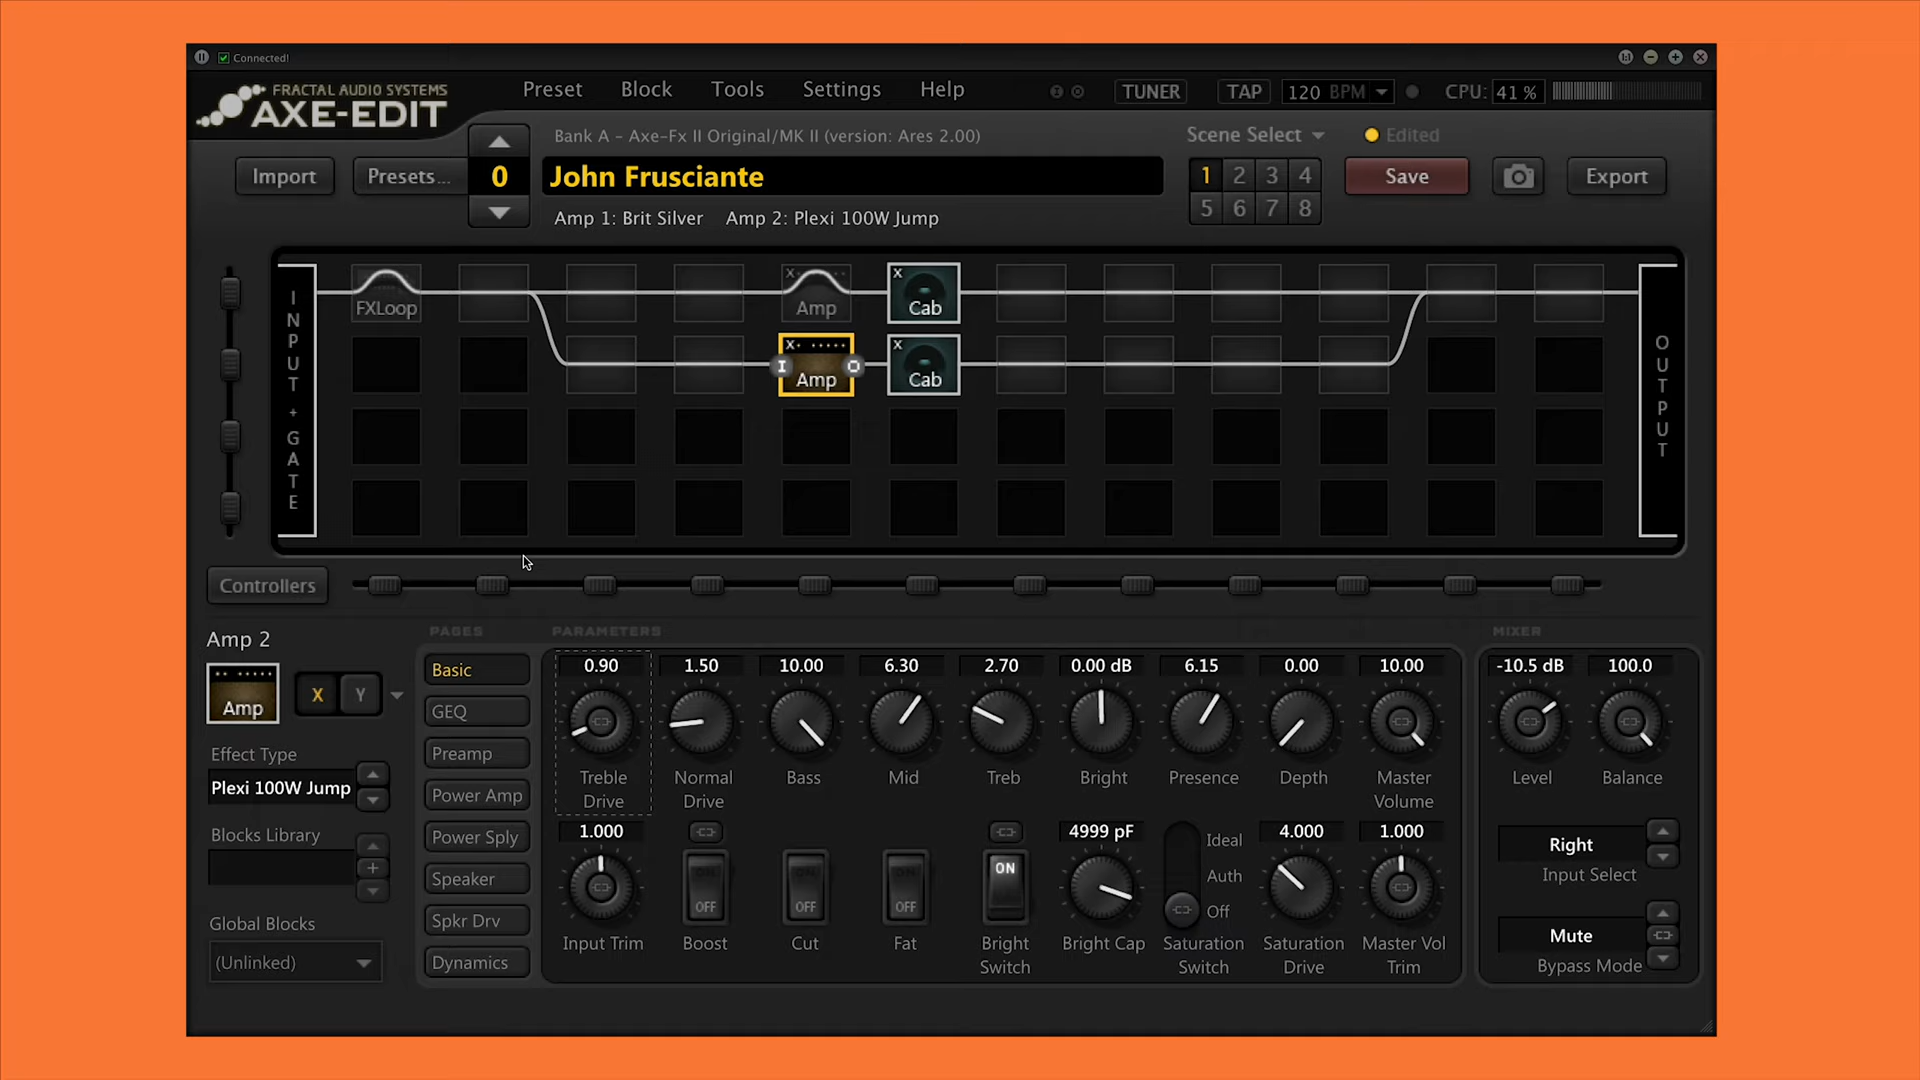 Connected!
FRACTAL AUDIO SYSTEMS
AXE-EDIT
Preset Block Tools Settings Help
TUNER TAP 120 BPM CPU: 41 %
Bank A - Axe-Fx II Original/MK II (version: Ares 2.00)
Scene Select Edited
Import Presets... 0 John Frusciante 1 2 3 4 Save Export
Amp 1: Brit Silver Amp 2: Plexi 100W Jump 5 6 7 8
INPUT + GATE
FXLoop X Amp X Cab
X Amp X Cab
I O
OUTPUT
Controllers
Amp 2 PAGES PARAMETERS MIXER
Amp X Y
Effect Type
Plexi 100W Jump
Blocks Library
+
Global Blocks
(Unlinked)
Basic
GEQ
Preamp
Power Amp
Power Sply
Speaker
Spkr Drv
Dynamics
0.90 1.50 10.00 6.30 2.70 0.00 dB 6.15 0.00 10.00
Treble Drive Normal Drive Bass Mid Treb Bright Presence Depth Master Volume
1.000 4999 pF Ideal 4.000 1.000
ON Auth
OFF OFF OFF Off
Input Trim Boost Cut Fat Bright Switch Bright Cap Saturation Switch Saturation Drive Master Vol Trim
-10.5 dB 100.0
Level Balance
Right
Input Select
Mute
Bypass Mode